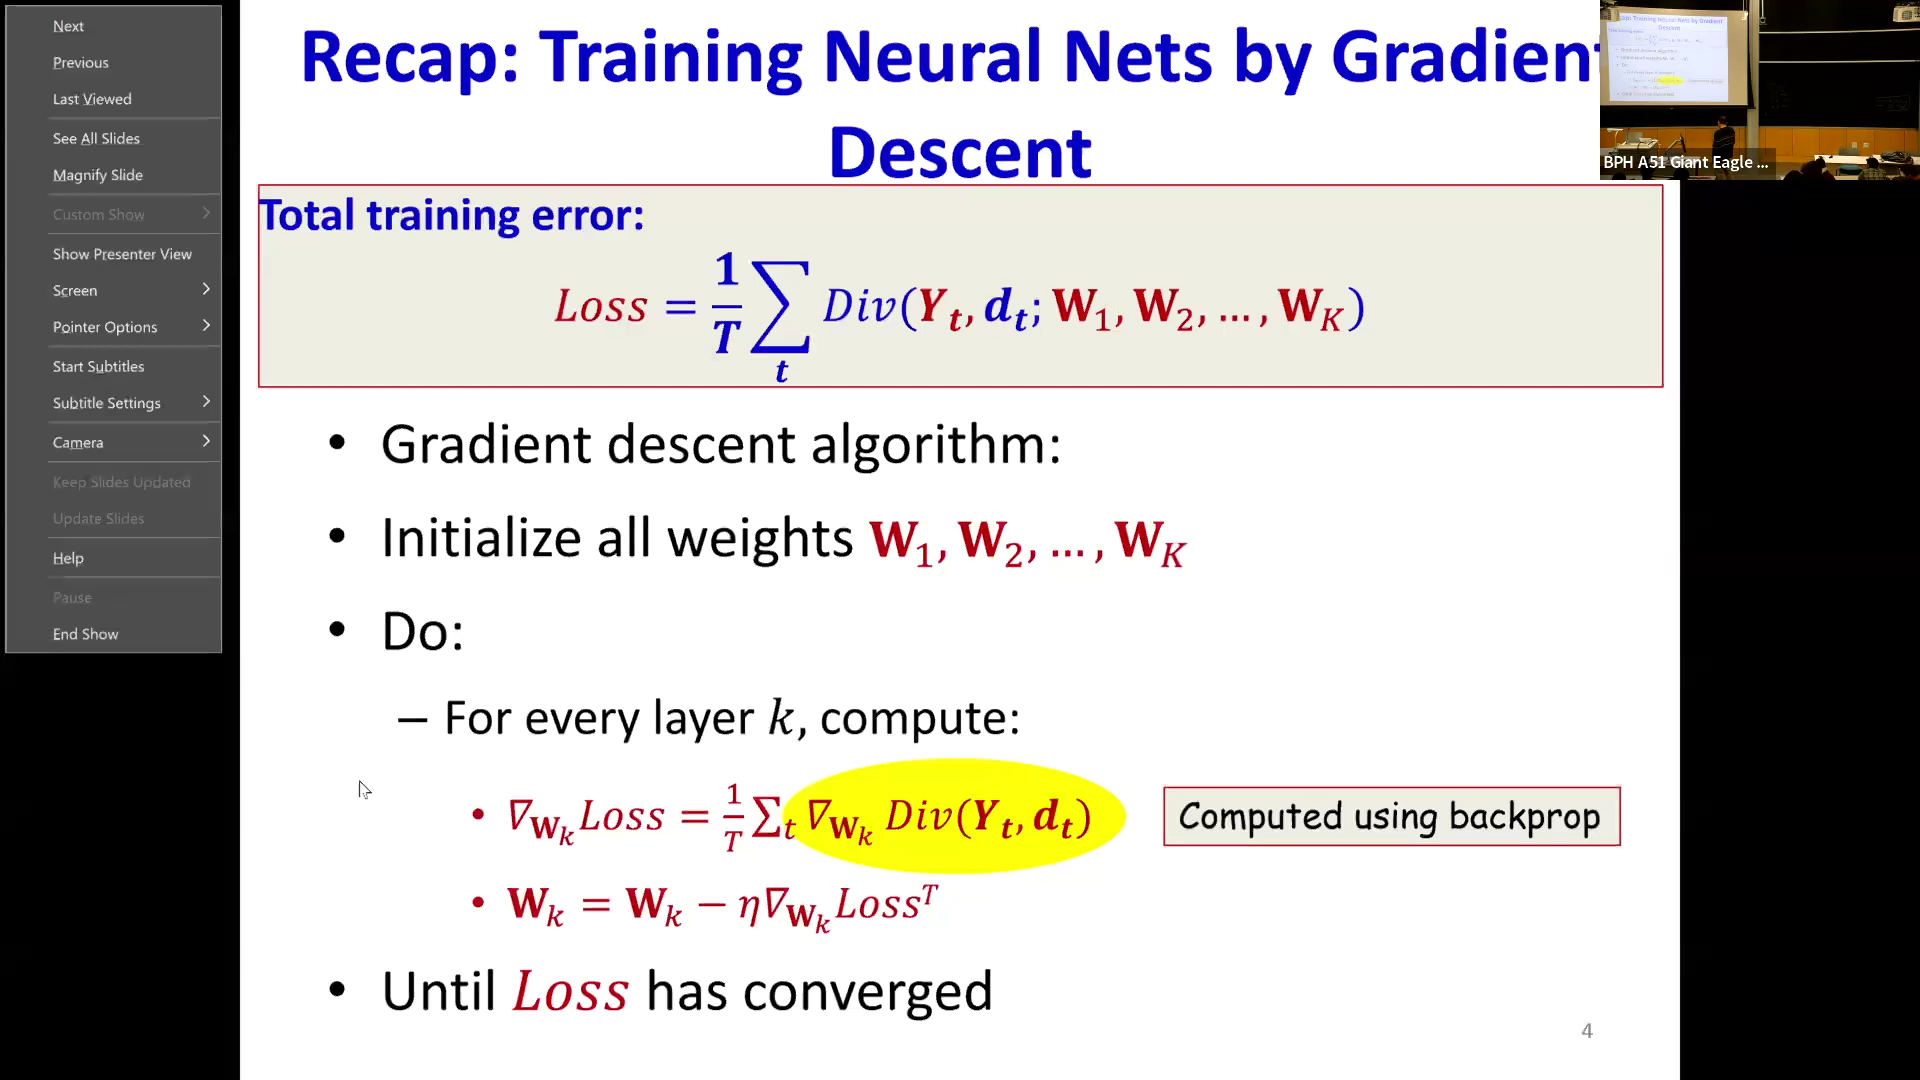 Next
Previous
Last Viewed
See All Slides
Magnify Slide
Custom Show
Show Presenter View
Screen
Pointer Options
Start Subtitles
Subtitle Settings
Camera
Keep Slides Updated
Update Slides
Help
Pause
End Show
Recap: Training Neural Nets by Gradient
Descent
Total training error:
Loss = 1/T ∑_t Div(Y_t, d_t; W_1, W_2, …, W_K)
• Gradient descent algorithm:
• Initialize all weights W_1, W_2, …, W_K
• Do:
– For every layer k, compute:
• ∇_{W_k} Loss = 1/T ∑_t ∇_{W_k} Div(Y_t, d_t)
Computed using backprop
• W_k = W_k − η∇_{W_k} Loss^T
• Until Loss has converged
4
BPH A51 Giant Eagle ...